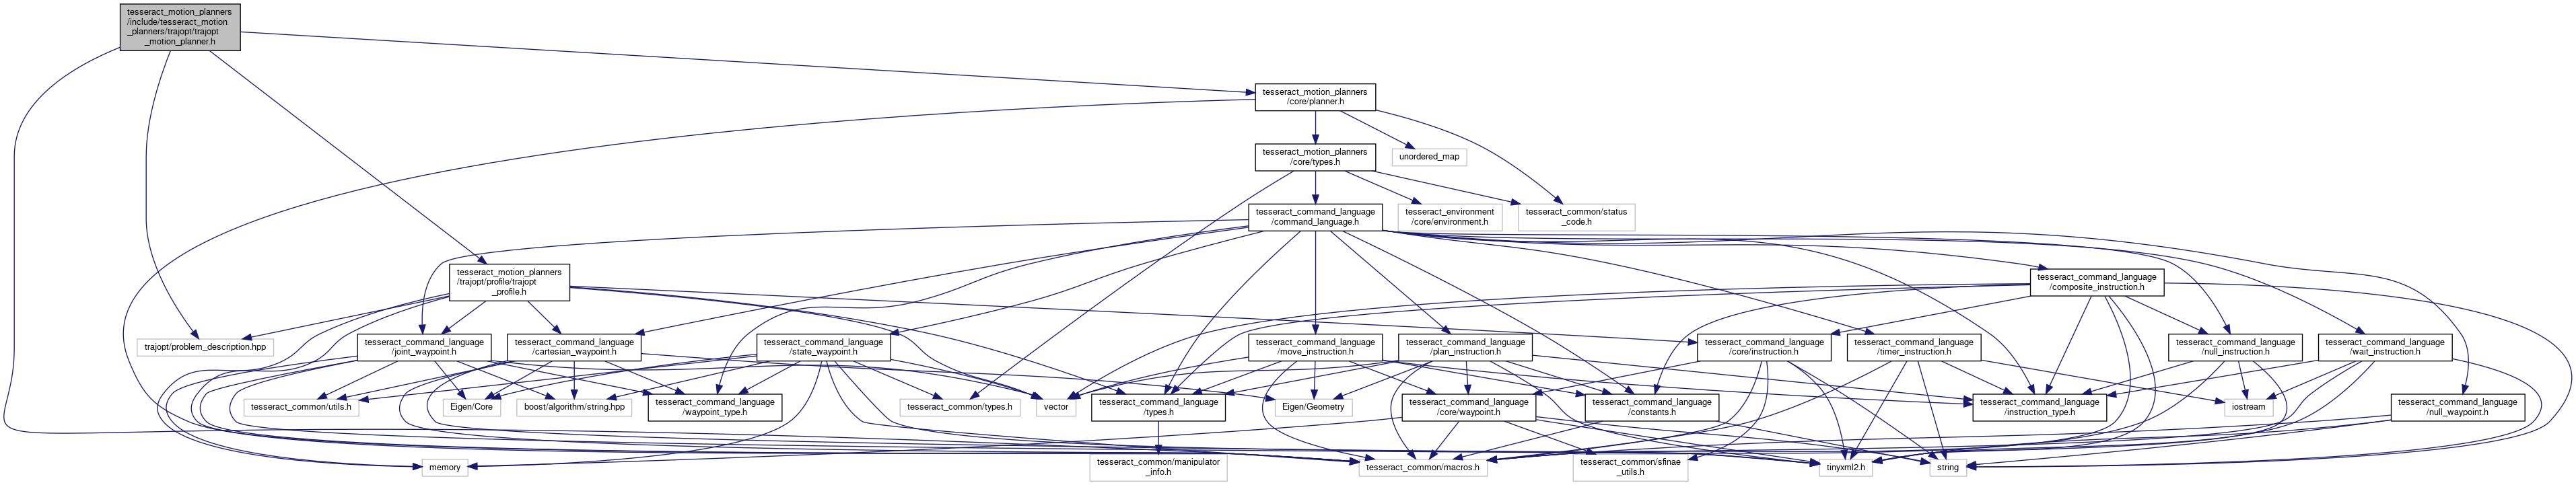 tesseract_motion_planners
/include/tesseract_motion
_planners/trajopt/trajopt
_motion_planner.h
tesseract_motion_planners
/core/planner.h
tesseract_motion_planners
/core/types.h
unordered_map
tesseract_command_language
/command_language.h
tesseract_environment
/core/environment.h
tesseract_common/status
_code.h
tesseract_motion_planners
/trajopt/profile/trajopt
_profile.h
tesseract_command_language
/composite_instruction.h
trajopt/problem_description.hpp
tesseract_command_language
/joint_waypoint.h
tesseract_command_language
/cartesian_waypoint.h
tesseract_command_language
/state_waypoint.h
tesseract_command_language
/move_instruction.h
tesseract_command_language
/plan_instruction.h
tesseract_command_language
/core/instruction.h
tesseract_command_language
/timer_instruction.h
tesseract_command_language
/null_instruction.h
tesseract_command_language
/wait_instruction.h
tesseract_common/utils.h
Eigen/Core
boost/algorithm/string.hpp
tesseract_command_language
/waypoint_type.h
tesseract_common/types.h
vector
tesseract_command_language
/types.h
Eigen/Geometry
tesseract_command_language
/core/waypoint.h
tesseract_command_language
/constants.h
tesseract_command_language
/instruction_type.h
iostream
tesseract_command_language
/null_waypoint.h
memory
tesseract_common/manipulator
_info.h
tesseract_common/macros.h
tesseract_common/sfinae
_utils.h
tinyxml2.h
string